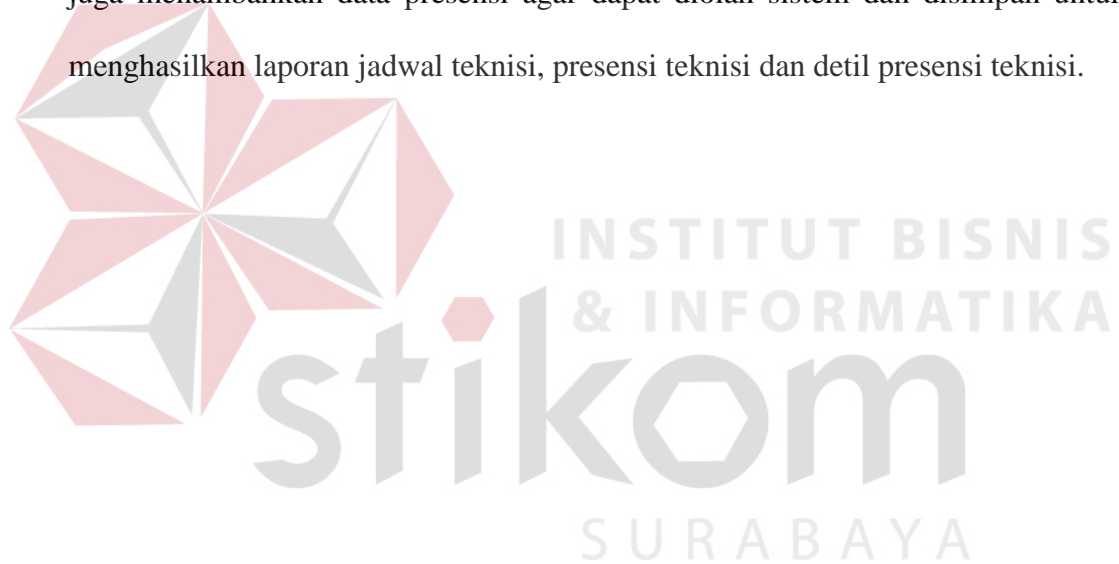 juga menambahkan data presensi agar dapat diolah sistem dan disimpan untuk
menghasilkan laporan jadwal teknisi, presensi teknisi dan detil presensi teknisi.
INSTITUT BISNIS
& INFORMATIKA
stikom
SURABAYA